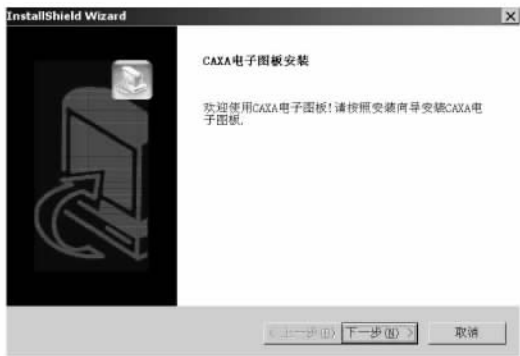 InstallShield Wizard
CAXA电子图板安装
欢迎使用CAXA电子图板!请按照安装向导安装CAXA电
子图板.
< 上一步(B) 下一步(N) > 取消